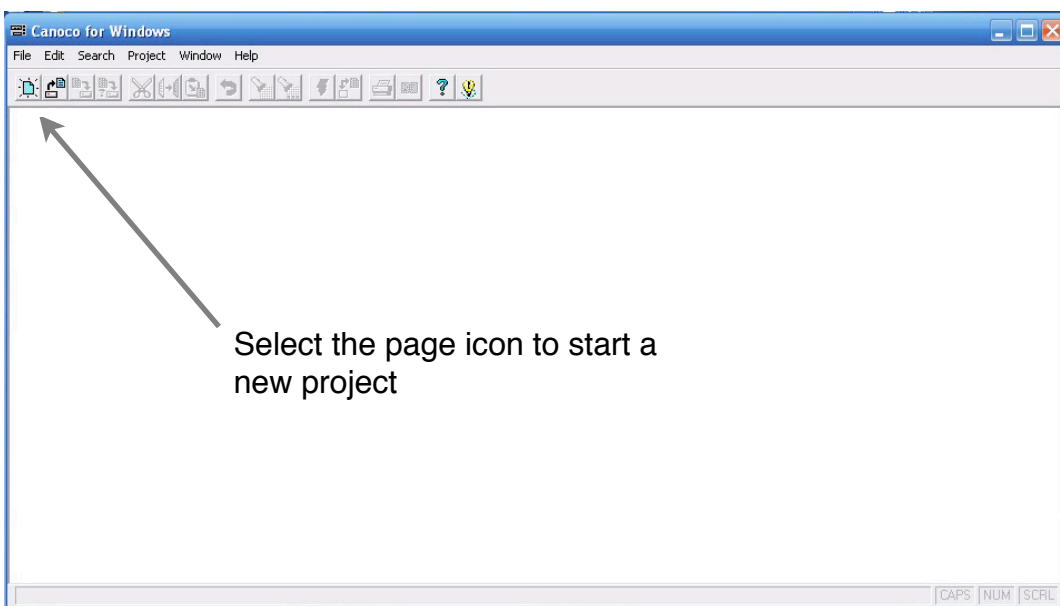 Canoco for Windows
File Edit Search Project Window Help
Select the page icon to start a
new project
CAPS NUM SCRL